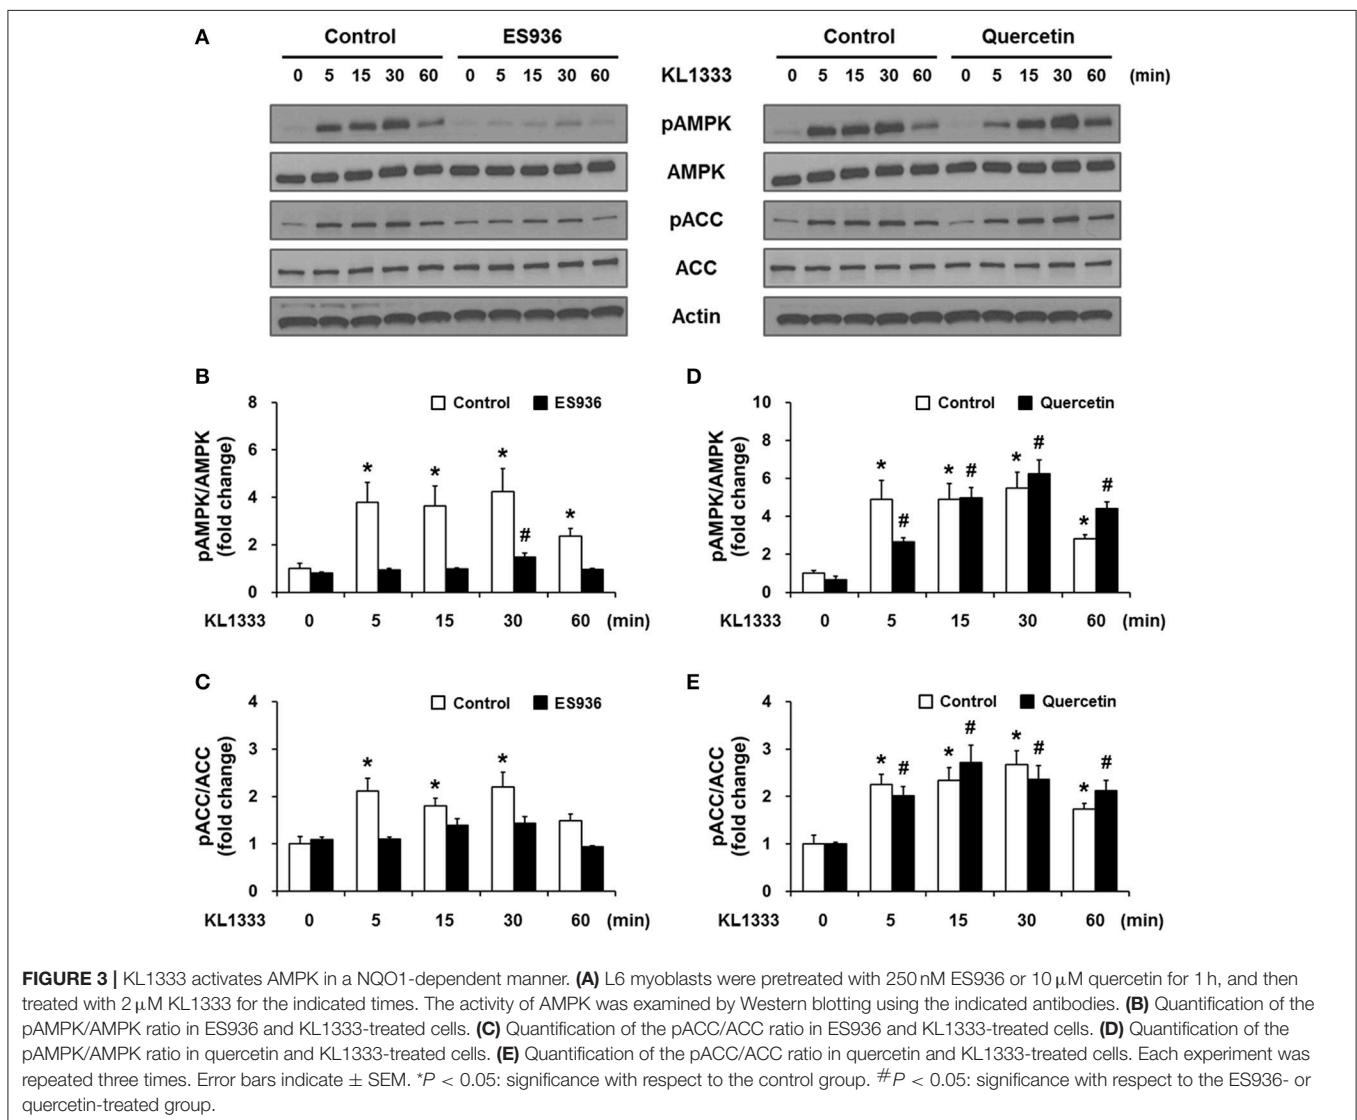 A
Control ES936 Control Quercetin
0 5 15 30 60 0 5 15 30 60 KL1333 0 5 15 30 60 0 5 15 30 60 (min)
pAMPK
AMPK
pACC
ACC
Actin
B
Control ES936
pAMPK/AMPK
(fold change)
8
6
4
2
0
* * * # *
KL1333 0 5 15 30 60 (min)
D
Control Quercetin
pAMPK/AMPK
(fold change)
10
8
6
4
2
0
* # * # * # * #
KL1333 0 5 15 30 60 (min)
C
Control ES936
pACC/ACC
(fold change)
4
3
2
1
0
* * *
KL1333 0 5 15 30 60 (min)
E
Control Quercetin
pACC/ACC
(fold change)
4
3
2
1
0
* # * # * # * #
KL1333 0 5 15 30 60 (min)
FIGURE 3 | KL1333 activates AMPK in a NQO1-dependent manner. (A) L6 myoblasts were pretreated with 250 nM ES936 or 10 μM quercetin for 1 h, and then
treated with 2 μM KL1333 for the indicated times. The activity of AMPK was examined by Western blotting using the indicated antibodies. (B) Quantification of the
pAMPK/AMPK ratio in ES936 and KL1333-treated cells. (C) Quantification of the pACC/ACC ratio in ES936 and KL1333-treated cells. (D) Quantification of the
pAMPK/AMPK ratio in quercetin and KL1333-treated cells. (E) Quantification of the pACC/ACC ratio in quercetin and KL1333-treated cells. Each experiment was
repeated three times. Error bars indicate ± SEM. *P < 0.05: significance with respect to the control group. #P < 0.05: significance with respect to the ES936- or
quercetin-treated group.